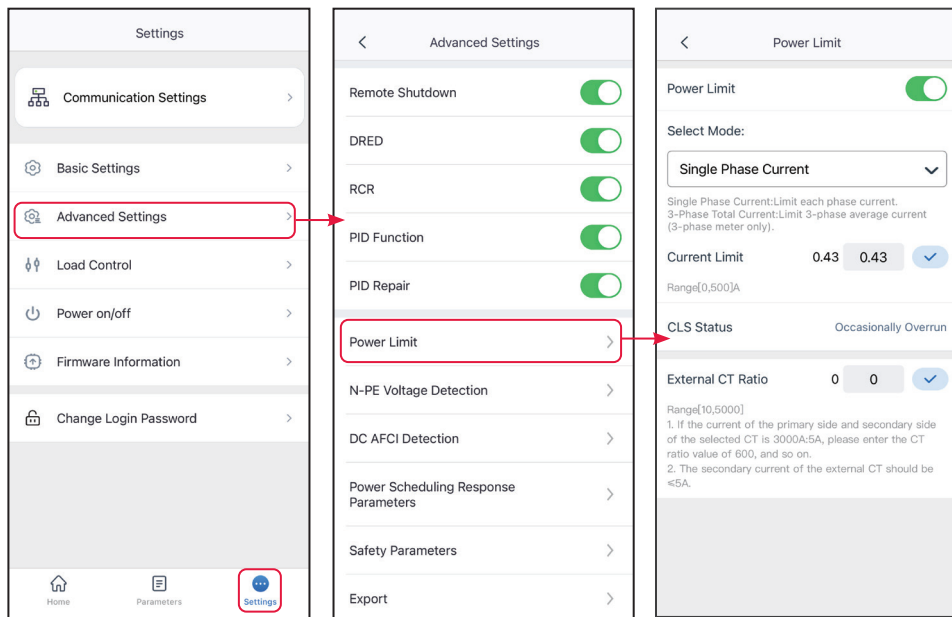 Settings
Communication Settings
Basic Settings
Advanced Settings
Load Control
Power on/off
Firmware Information
Change Login Password
Home
Parameters
Settings
Advanced Settings
Remote Shutdown
DRED
RCR
PID Function
PID Repair
Power Limit
N-PE Voltage Detection
DC AFCI Detection
Power Scheduling Response
Parameters
Safety Parameters
Export
Power Limit
Power Limit
Select Mode:
Single Phase Current
Single Phase Current:Limit each phase current.
3-Phase Total Current:Limit 3-phase average current
(3-phase meter only).
Current Limit 0.43 0.43
Range[0,500]A
CLS Status Occasionally Overrun
External CT Ratio 0 0
Range[10,5000]
1. If the current of the primary side and secondary side
of the selected CT is 3000A:5A, please enter the CT
ratio value of 600, and so on.
2. The secondary current of the external CT should be
≤5A.